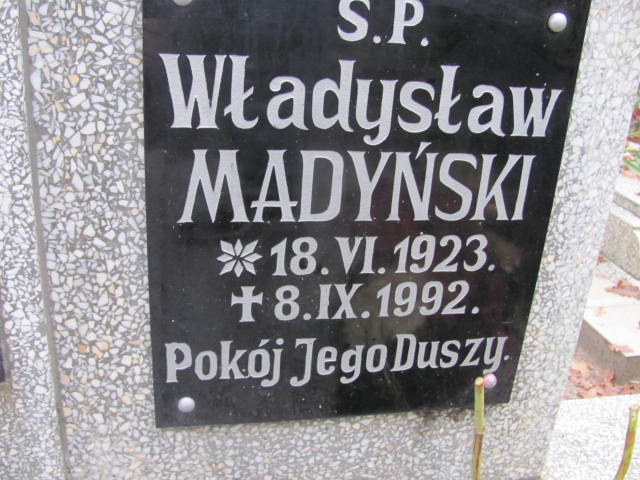 Ś.P.
Władysław
MADYŃSKI
* 18.VI.1923.
✝ 8.IX.1992.
Pokój Jego Duszy.